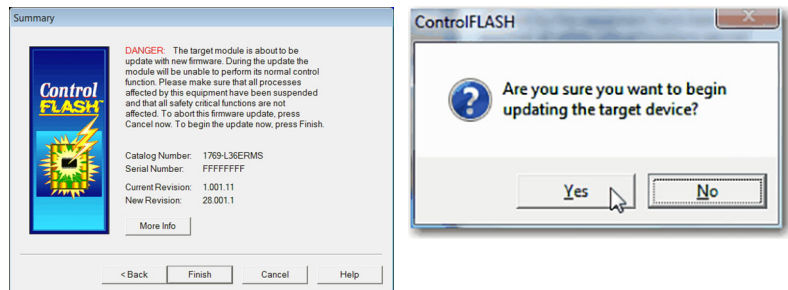 Summary
Control
FLASH
DANGER: The target module is about to be
update with new firmware. During the update the
module will be unable to perform its normal control
function. Please make sure that all processes
affected by this equipment have been suspended
and that all safety critical functions are not
affected. To abort this firmware update, press
Cancel now. To begin the update now, press Finish.
Catalog Number: 1769-L36ERMS
Serial Number: FFFFFFFF
Current Revision: 1.001.11
New Revision: 28.001.1
More Info
< Back Finish Cancel Help
ControlFLASH
Are you sure you want to begin
updating the target device?
Yes No